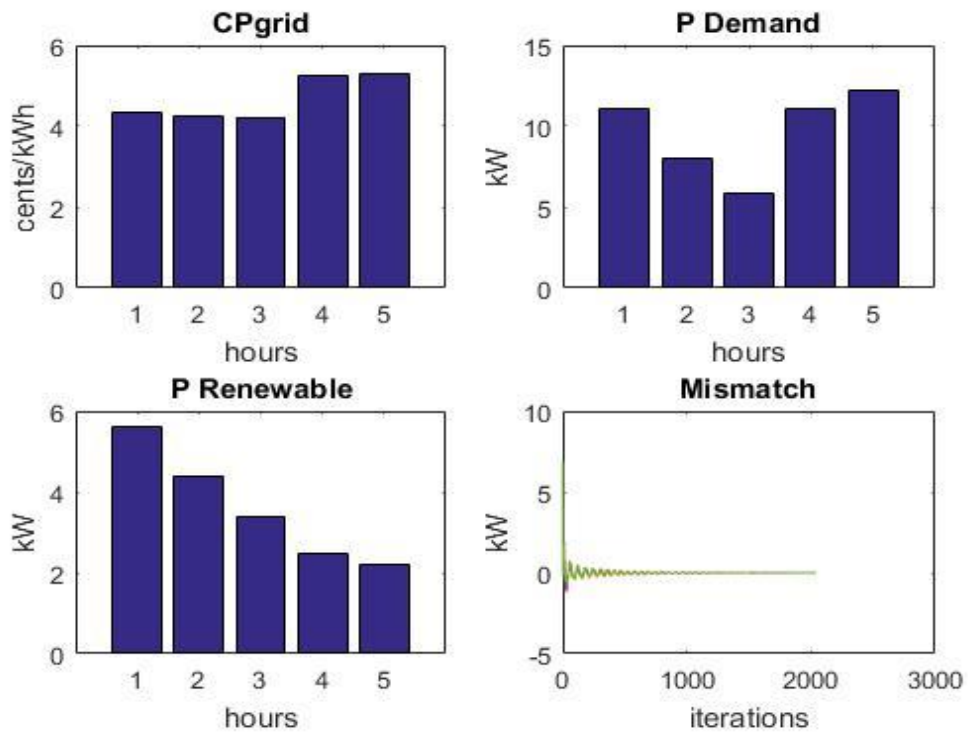 CPgrid
6
4
2
0
cents/kWh
1 2 3 4 5
hours
P Demand
15
10
5
0
kW
1 2 3 4 5
hours
P Renewable
6
4
2
0
kW
1 2 3 4 5
hours
Mismatch
10
5
0
-5
kW
0 1000 2000 3000
iterations